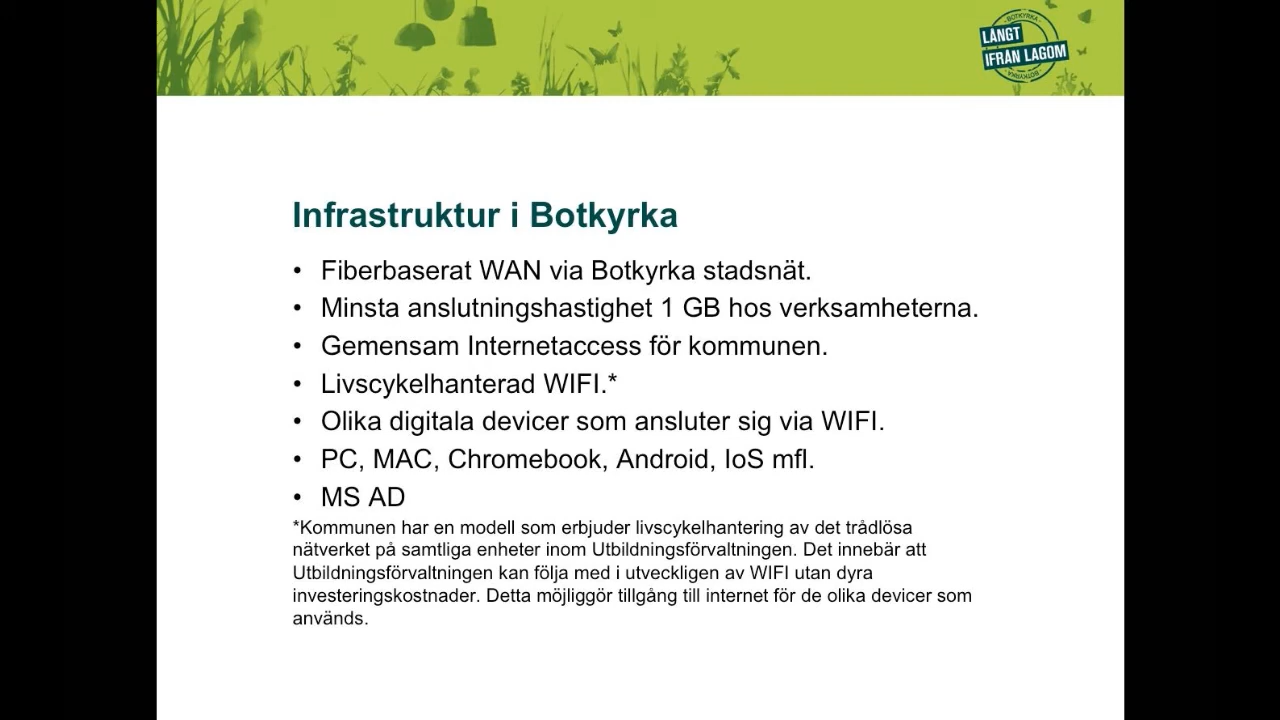 BOTKYRKA
LÅNGT
IFRÅN LAGOM
BOTKYRKA
Infrastruktur i Botkyrka
• Fiberbaserat WAN via Botkyrka stadsnät.
• Minsta anslutningshastighet 1 GB hos verksamheterna.
• Gemensam Internetaccess för kommunen.
• Livscykelhanterad WIFI.*
• Olika digitala devicer som ansluter sig via WIFI.
• PC, MAC, Chromebook, Android, IoS mfl.
• MS AD
*Kommunen har en modell som erbjuder livscykelhantering av det trådlösa
nätverket på samtliga enheter inom Utbildningsförvaltningen. Det innebär att
Utbildningsförvaltningen kan följa med i utveckligen av WIFI utan dyra
investeringskostnader. Detta möjliggör tillgång till internet för de olika devicer som
används.